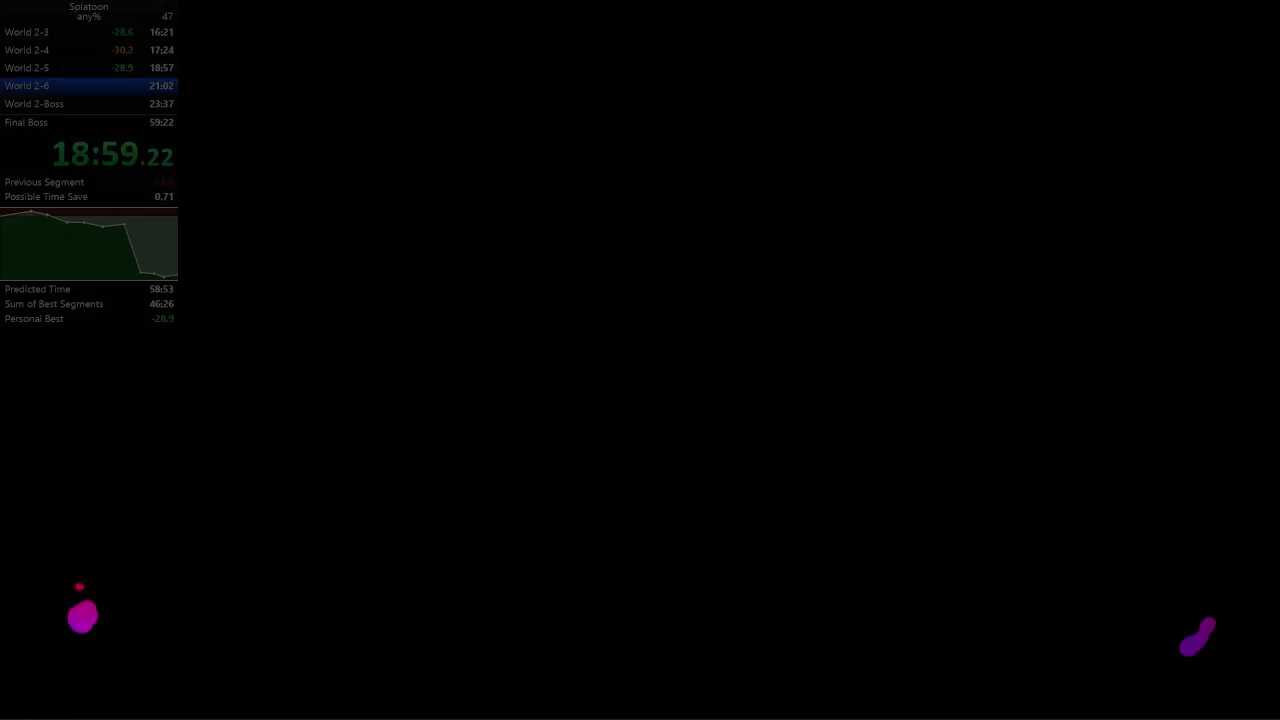 Splatoon
any%
47
World 2-3 -28,6 16:21
World 2-4 -30,2 17:24
World 2-5 -28,9 18:57
World 2-6 21:02
World 2-Boss 23:37
Final Boss 59:22
18:59.22
Previous Segment
Possible Time Save 0,71
Predicted Time 58:53
Sum of Best Segments 46:26
Personal Best -28,9